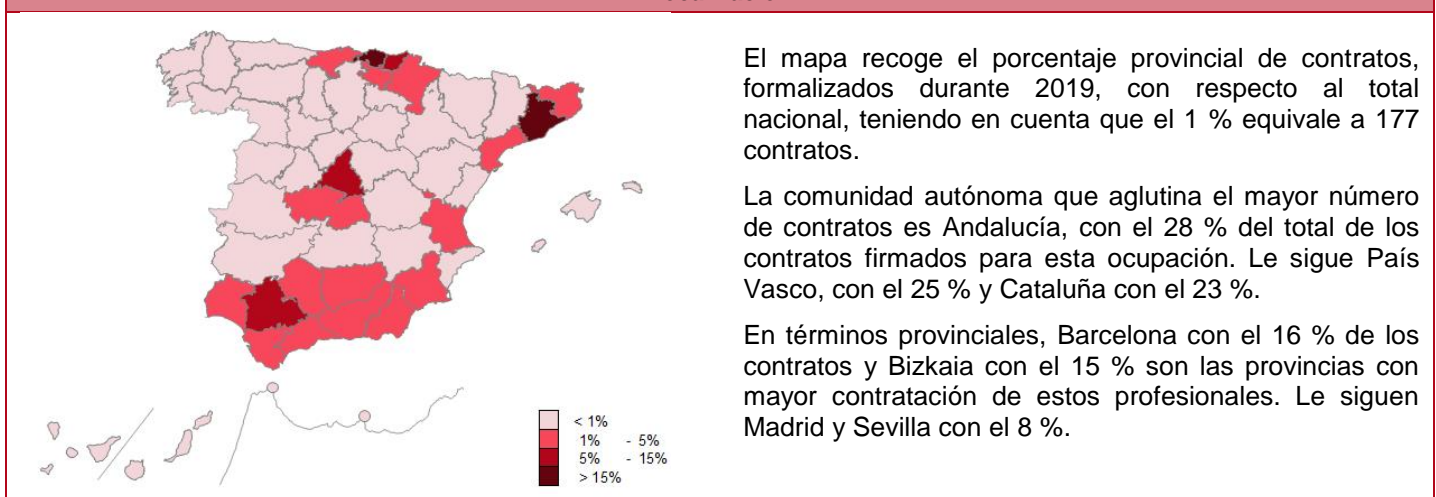 El mapa recoge el porcentaje provincial de contratos,
formalizados durante 2019, con respecto al total
nacional, teniendo en cuenta que el 1 % equivale a 177
contratos.
La comunidad autónoma que aglutina el mayor número
de contratos es Andalucía, con el 28 % del total de los
contratos firmados para esta ocupación. Le sigue País
Vasco, con el 25 % y Cataluña con el 23 %.
En términos provinciales, Barcelona con el 16 % de los
contratos y Bizkaia con el 15 % son las provincias con
mayor contratación de estos profesionales. Le siguen
Madrid y Sevilla con el 8 %.
< 1%
1% - 5%
5% - 15%
> 15%